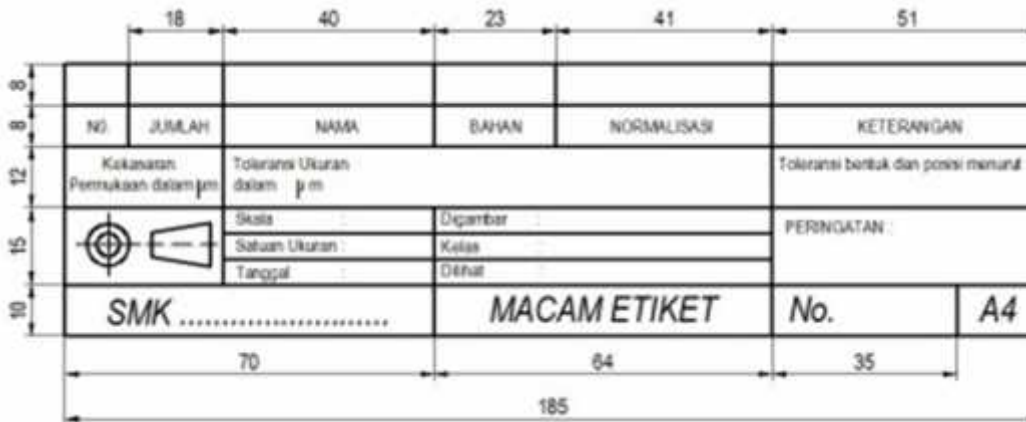 18 40 23 41 51
8
8
12
15
10
NO. JUMLAH NAMA BAHAN NORMALISASI KETERANGAN
Kekasaran
Permukaan dalam μm
Toleransi Ukuran
dalam μ m
Toleransi bentuk dan posisi menurut
Skala :
Satuan Ukuran :
Tanggal :
Digambar :
Kelas :
Dilihat :
PERINGATAN :
SMK ........................
MACAM ETIKET
No.
A4
70 64 35
185